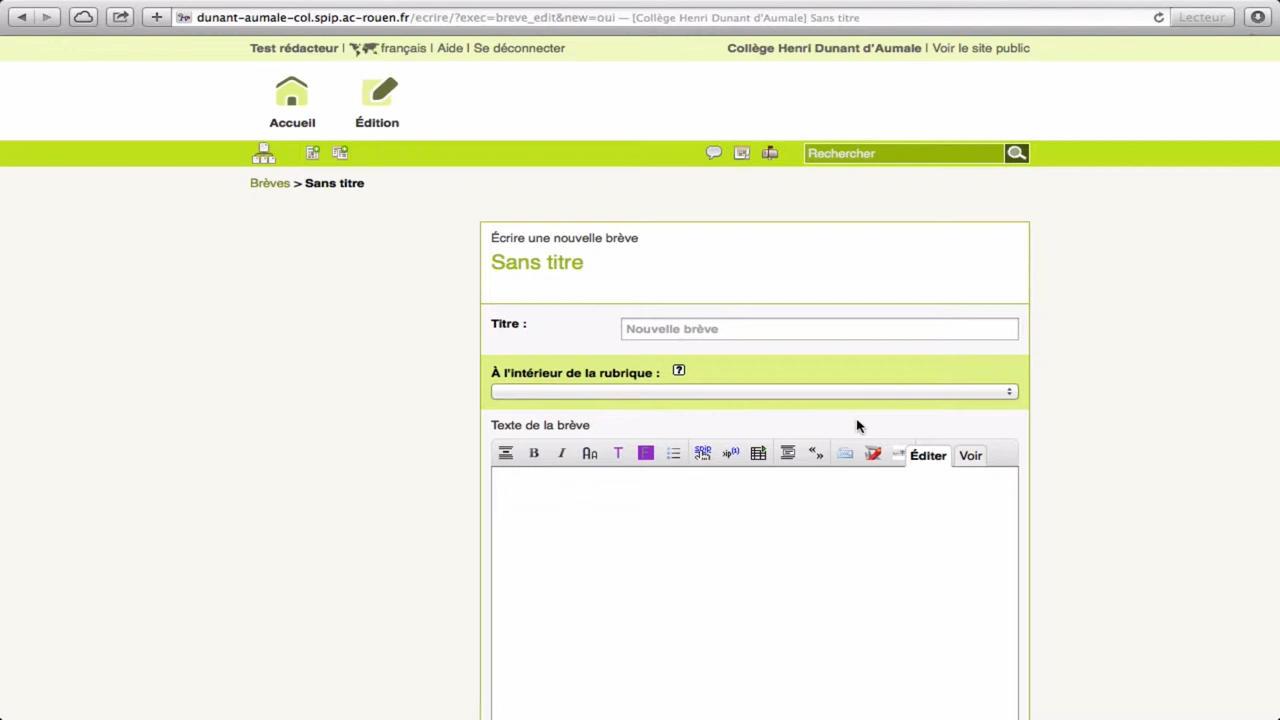 dunant-aumale-col.spip.ac-rouen.fr/ecrire/?exec=breve_edit&new=oui — [Collège Henri Dunant d'Aumale] Sans titre
Lecteur
Test rédacteur | français | Aide | Se déconnecter
Collège Henri Dunant d'Aumale | Voir le site public
Accueil
Édition
Rechercher
Brèves > Sans titre
Écrire une nouvelle brève
Sans titre
Titre :
Nouvelle brève
À l'intérieur de la rubrique : ?
Texte de la brève
B I Aa T
Éditer
Voir